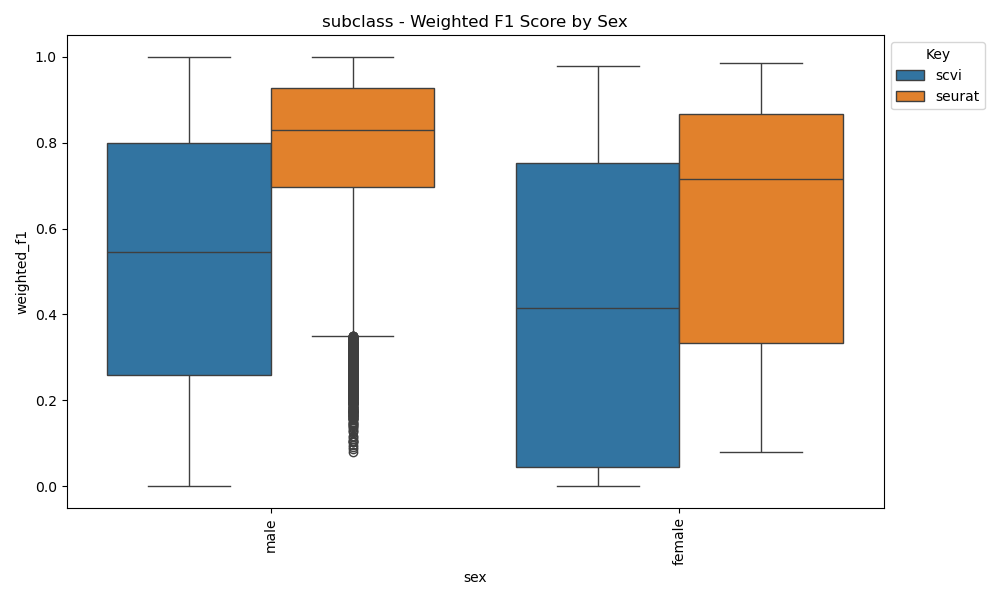 subclass - Weighted F1 Score by Sex
Key
scvi
seurat
weighted_f1
1.0
0.8
0.6
0.4
0.2
0.0
male
female
sex